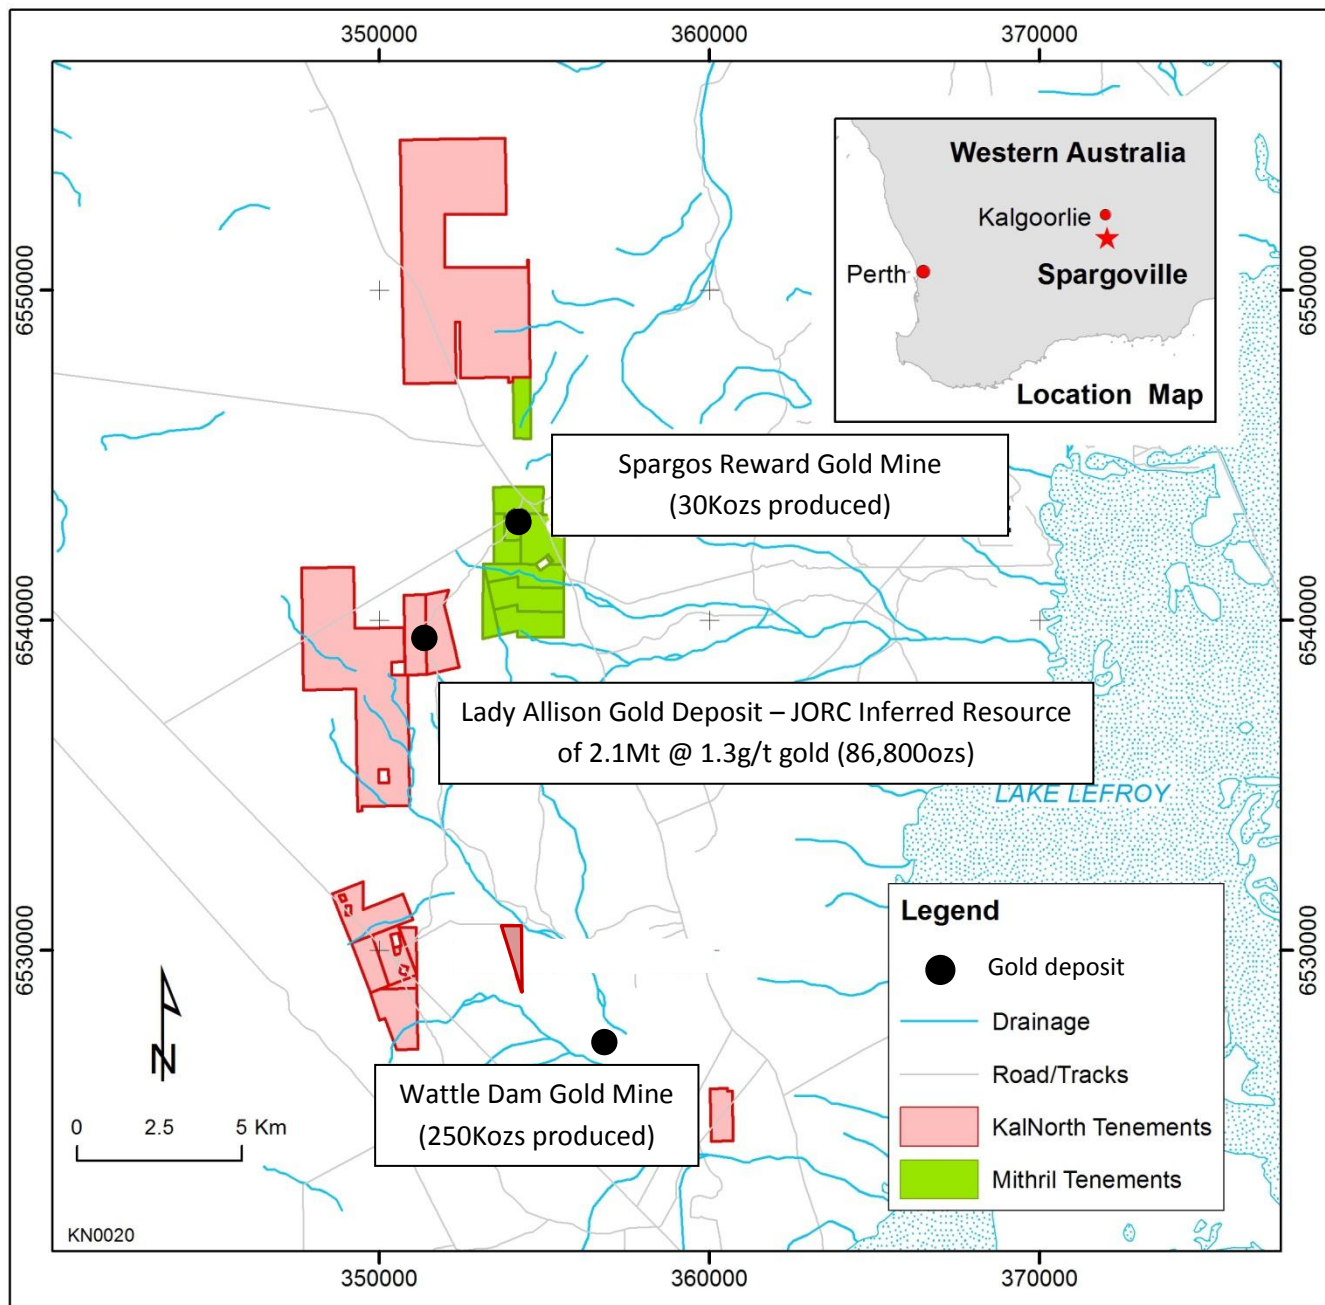 350000
360000
370000
Western Australia
Kalgoorlie
Perth
Spargoville
Location Map
6550000
6550000
Spargos Reward Gold Mine
(30Kozs produced)
6540000
6540000
Lady Allison Gold Deposit – JORC Inferred Resource
of 2.1Mt @ 1.3g/t gold (86,800ozs)
LAKE LEFROY
Legend
Gold deposit
Drainage
Road/Tracks
KalNorth Tenements
Mithril Tenements
6530000
6530000
N
Wattle Dam Gold Mine
(250Kozs produced)
0 2.5 5 Km
KN0020
350000
360000
370000